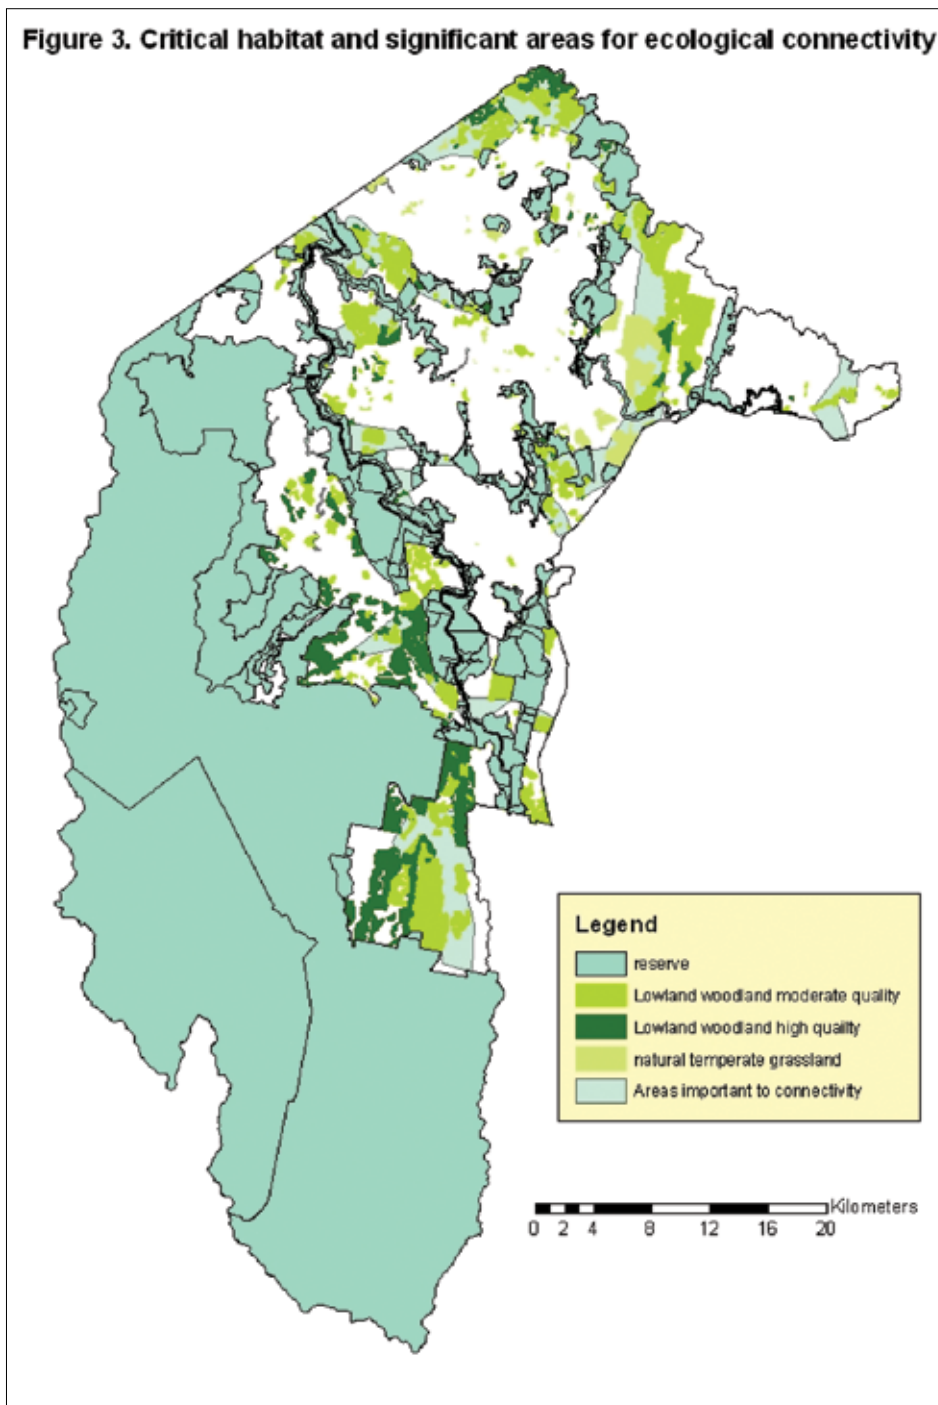 Figure 3. Critical habitat and significant areas for ecological connectivity
Legend
reserve
Lowland woodland moderate quality
Lowland woodland high quailty
natural temperate grassland
Areas important to connectivity
Kilometers
0 2 4 8 12 16 20